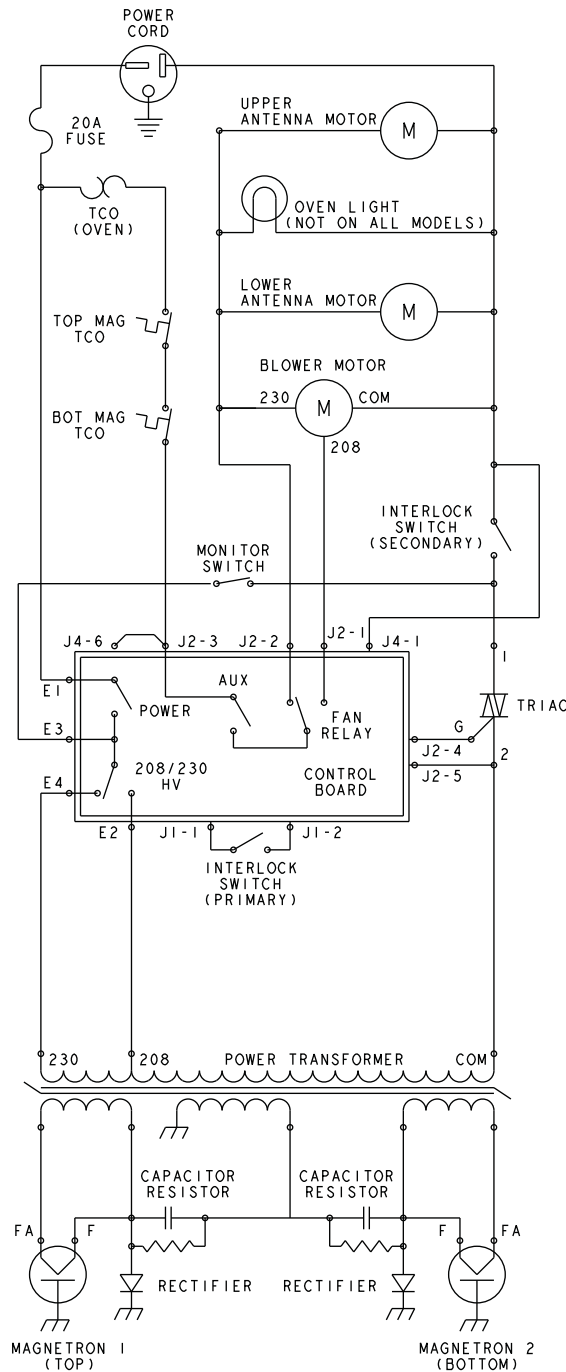 POWER
CORD
20A
FUSE
UPPER
ANTENNA MOTOR
M
TCO
(OVEN)
OVEN LIGHT
(NOT ON ALL MODELS)
LOWER
ANTENNA MOTOR
M
TOP MAG
TCO
BLOWER MOTOR
230
M
COM
208
BOT MAG
TCO
INTERLOCK
SWITCH
(SECONDARY)
MONITOR
SWITCH
J4-6
J2-3
J2-2
J2-1
J4-1
1
E1
POWER
AUX
FAN
RELAY
TRIAC
G
E3
J2-4
2
E4
208/230
HV
CONTROL
BOARD
J2-5
E2
J1-1
J1-2
INTERLOCK
SWITCH
(PRIMARY)
230
208
POWER TRANSFORMER
COM
CAPACITOR
RESISTOR
CAPACITOR
RESISTOR
FA
F
F
FA
RECTIFIER
RECTIFIER
MAGNETRON 1
(TOP)
MAGNETRON 2
(BOTTOM)